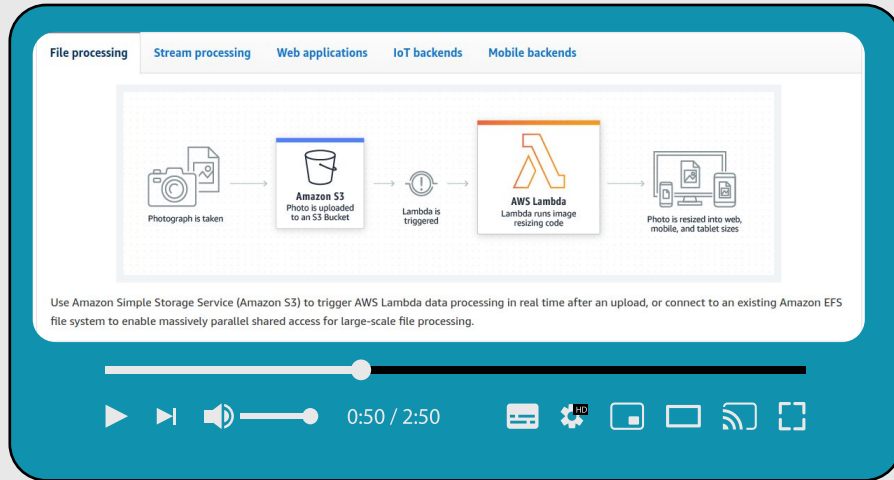 File processing
Stream processing
Web applications
IoT backends
Mobile backends
Photograph is taken
Amazon S3
Photo is uploaded
to an S3 Bucket
Lambda is
triggered
AWS Lambda
Lambda runs image
resizing code
Photo is resized into web,
mobile, and tablet sizes
Use Amazon Simple Storage Service (Amazon S3) to trigger AWS Lambda data processing in real time after an upload, or connect to an existing Amazon EFS
file system to enable massively parallel shared access for large-scale file processing.
0:50 / 2:50
HD